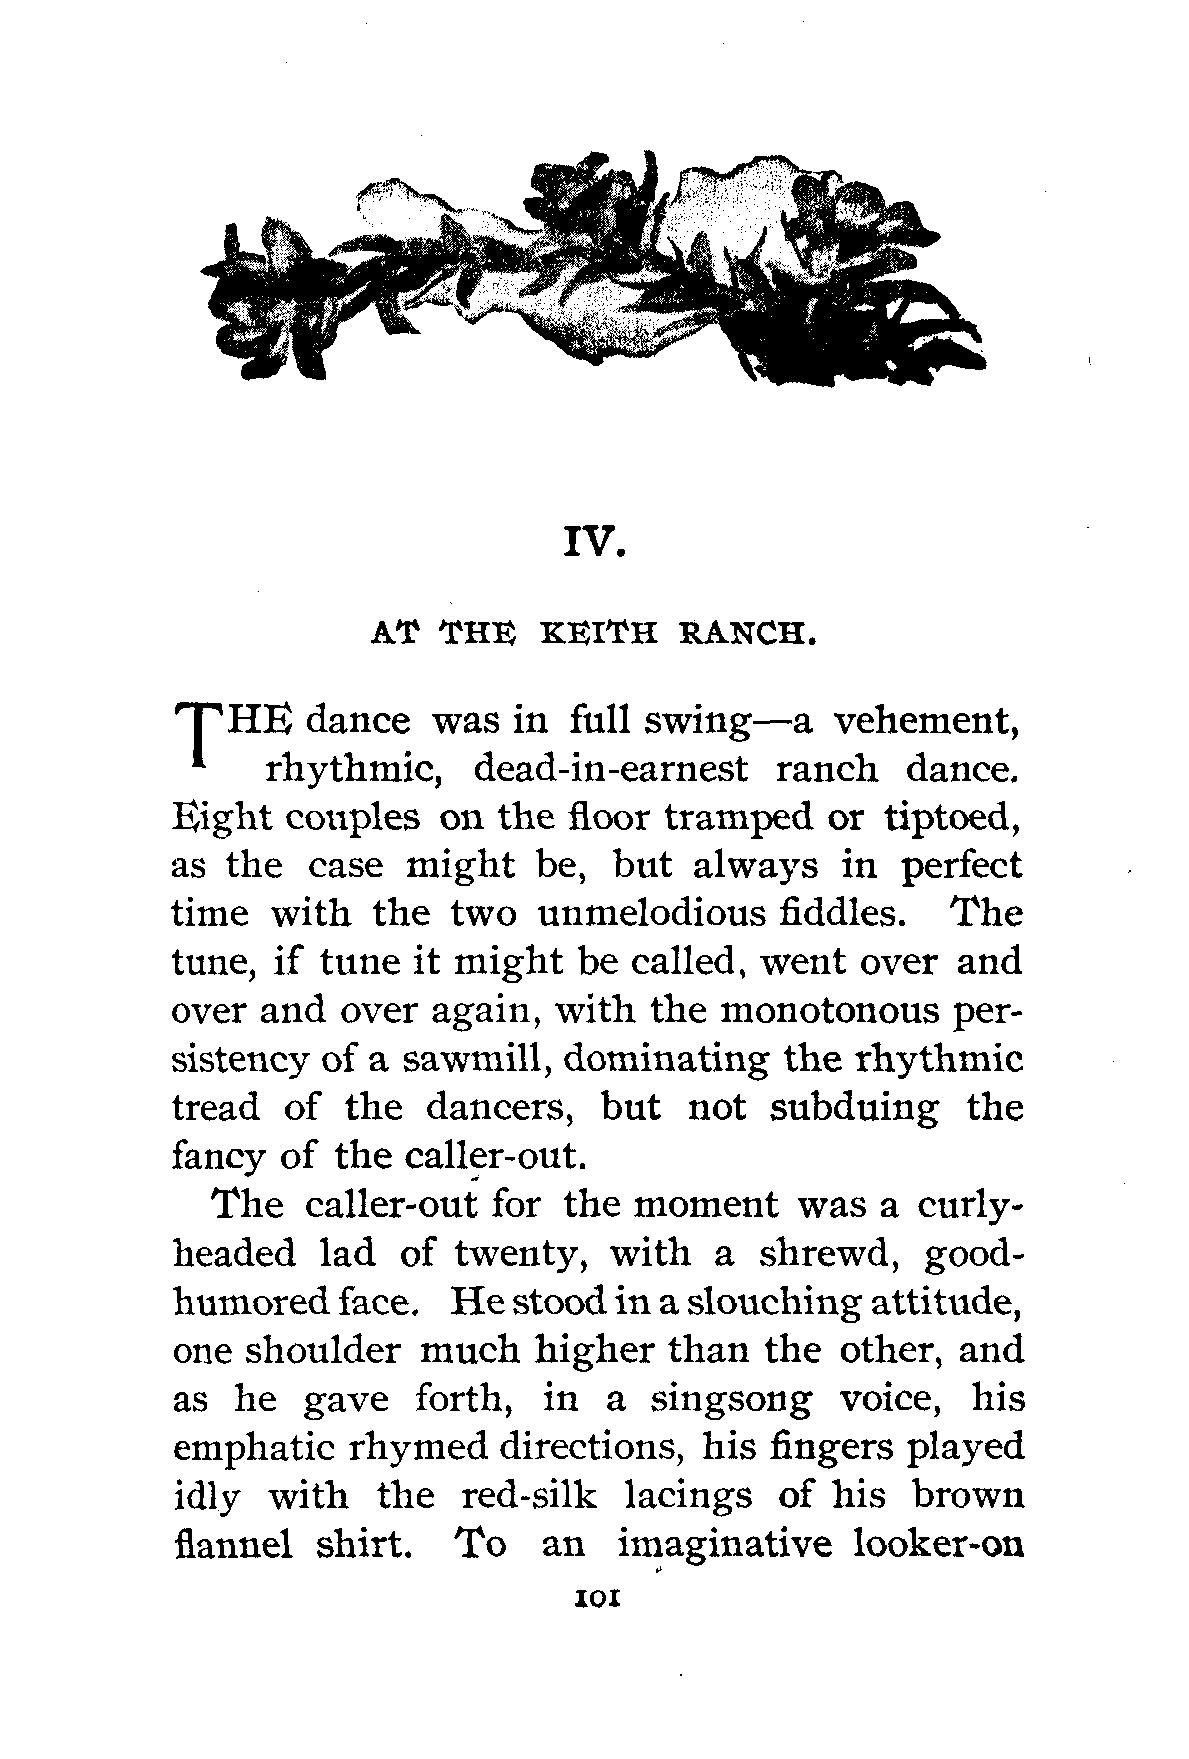 IV.
AT THE KEITH RANCH.
THE dance was in full swing—a vehement,
rhythmic, dead-in-earnest ranch dance.
Eight couples on the floor tramped or tiptoed,
as the case might be, but always in perfect
time with the two unmelodious fiddles. The
tune, if tune it might be called, went over and
over and over again, with the monotonous per-
sistency of a sawmill, dominating the rhythmic
tread of the dancers, but not subduing the
fancy of the caller-out.
The caller-out for the moment was a curly-
headed lad of twenty, with a shrewd, good-
humored face. He stood in a slouching attitude,
one shoulder much higher than the other, and
as he gave forth, in a singsong voice, his
emphatic rhymed directions, his fingers played
idly with the red-silk lacings of his brown
flannel shirt. To an imaginative looker-on
101